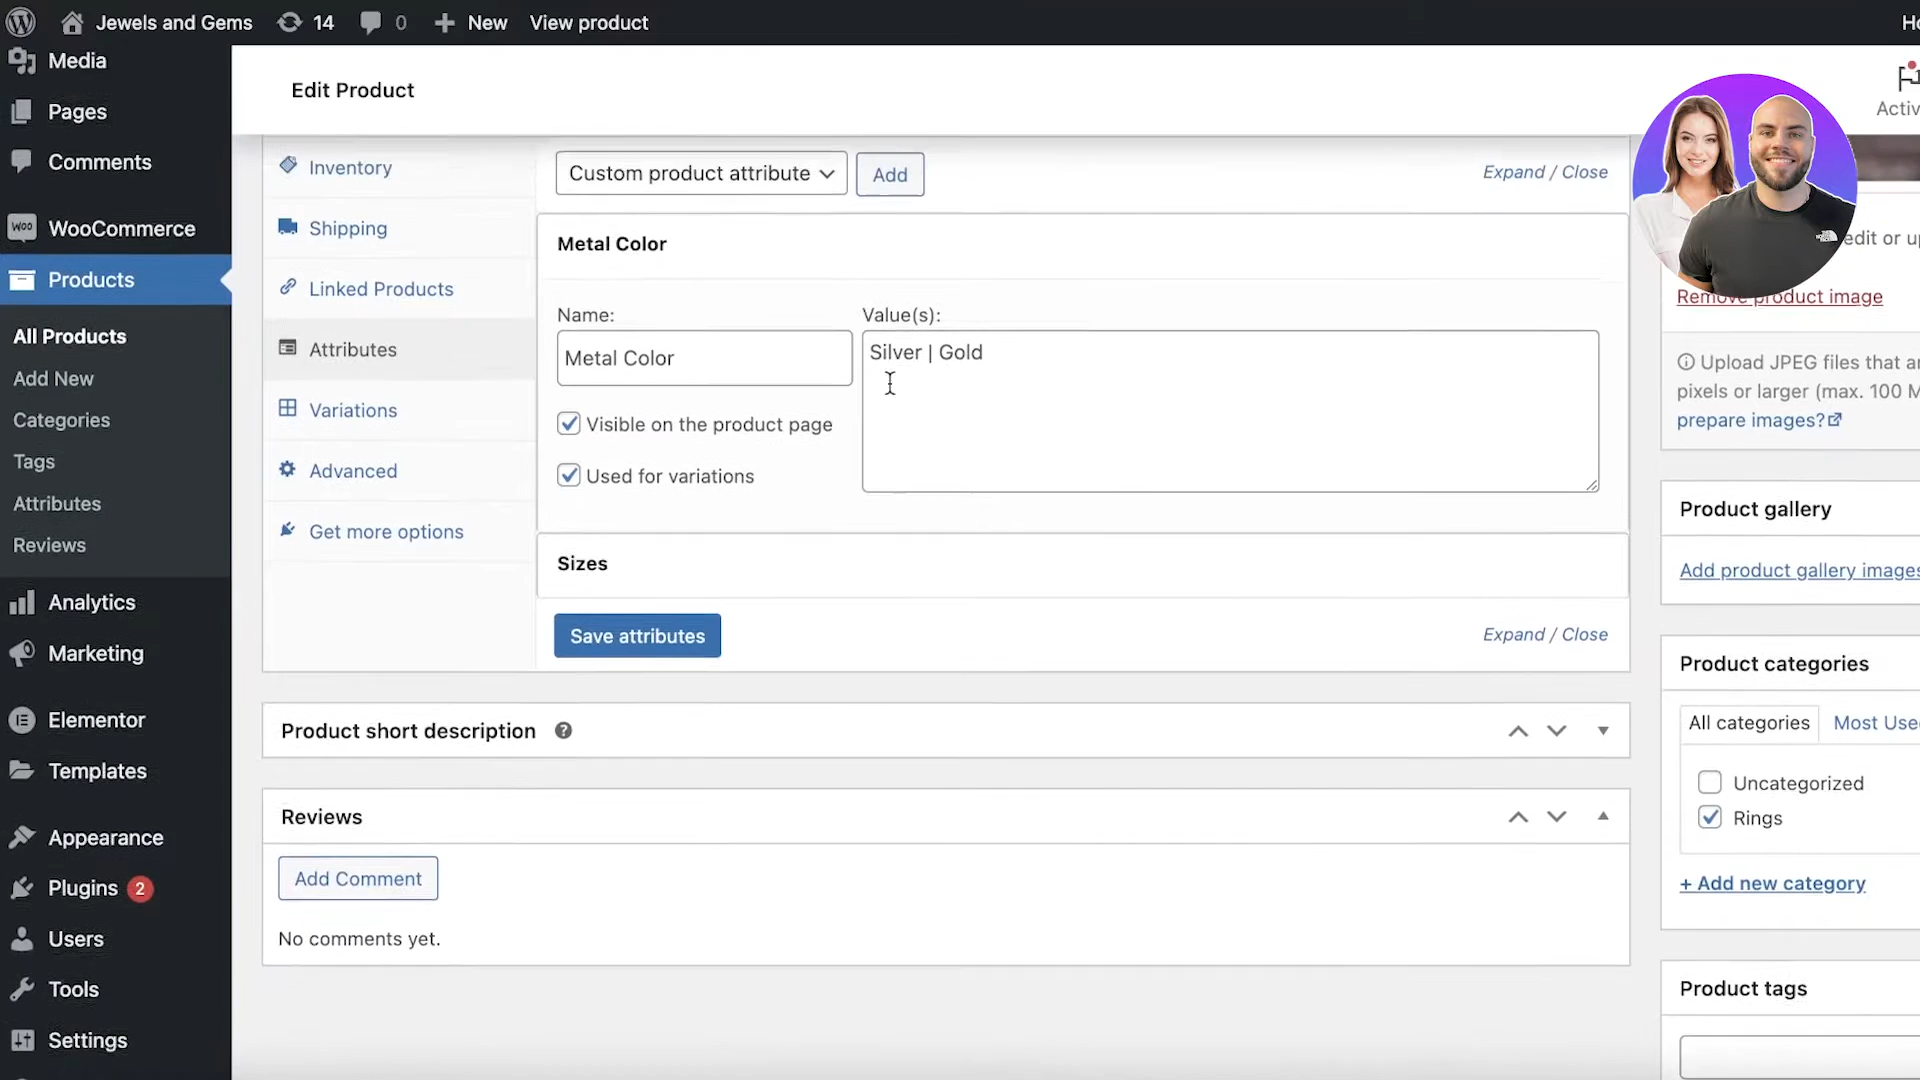 Jewels and Gems 14 0 New View product
Media
Pages
Comments
WooCommerce
Products
All Products
Add New
Categories
Tags
Attributes
Reviews
Analytics
Marketing
Elementor
Templates
Appearance
Plugins 2
Users
Tools
Settings
Edit Product
Inventory
Shipping
Linked Products
Attributes
Variations
Advanced
Get more options
Custom product attribute Add Expand / Close
Metal Color
Name: Value(s):
Metal Color
Silver | Gold
Visible on the product page
Used for variations
Sizes
Save attributes Expand / Close
Product short description
Reviews
Add Comment
No comments yet.
edit or
Remove product image
Upload JPEG files that
pixels or larger (max. 100
prepare images?
Product gallery
Add product gallery images
Product categories
All categories Most
Uncategorized
Rings
+ Add new category
Product tags